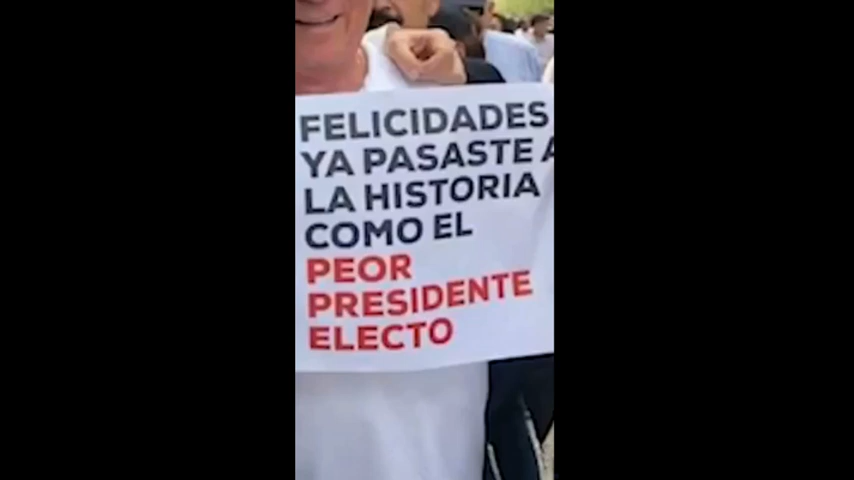 FELICIDADES
YA PASASTE A
LA HISTORIA
COMO EL
PEOR
PRESIDENTE
ELECTO